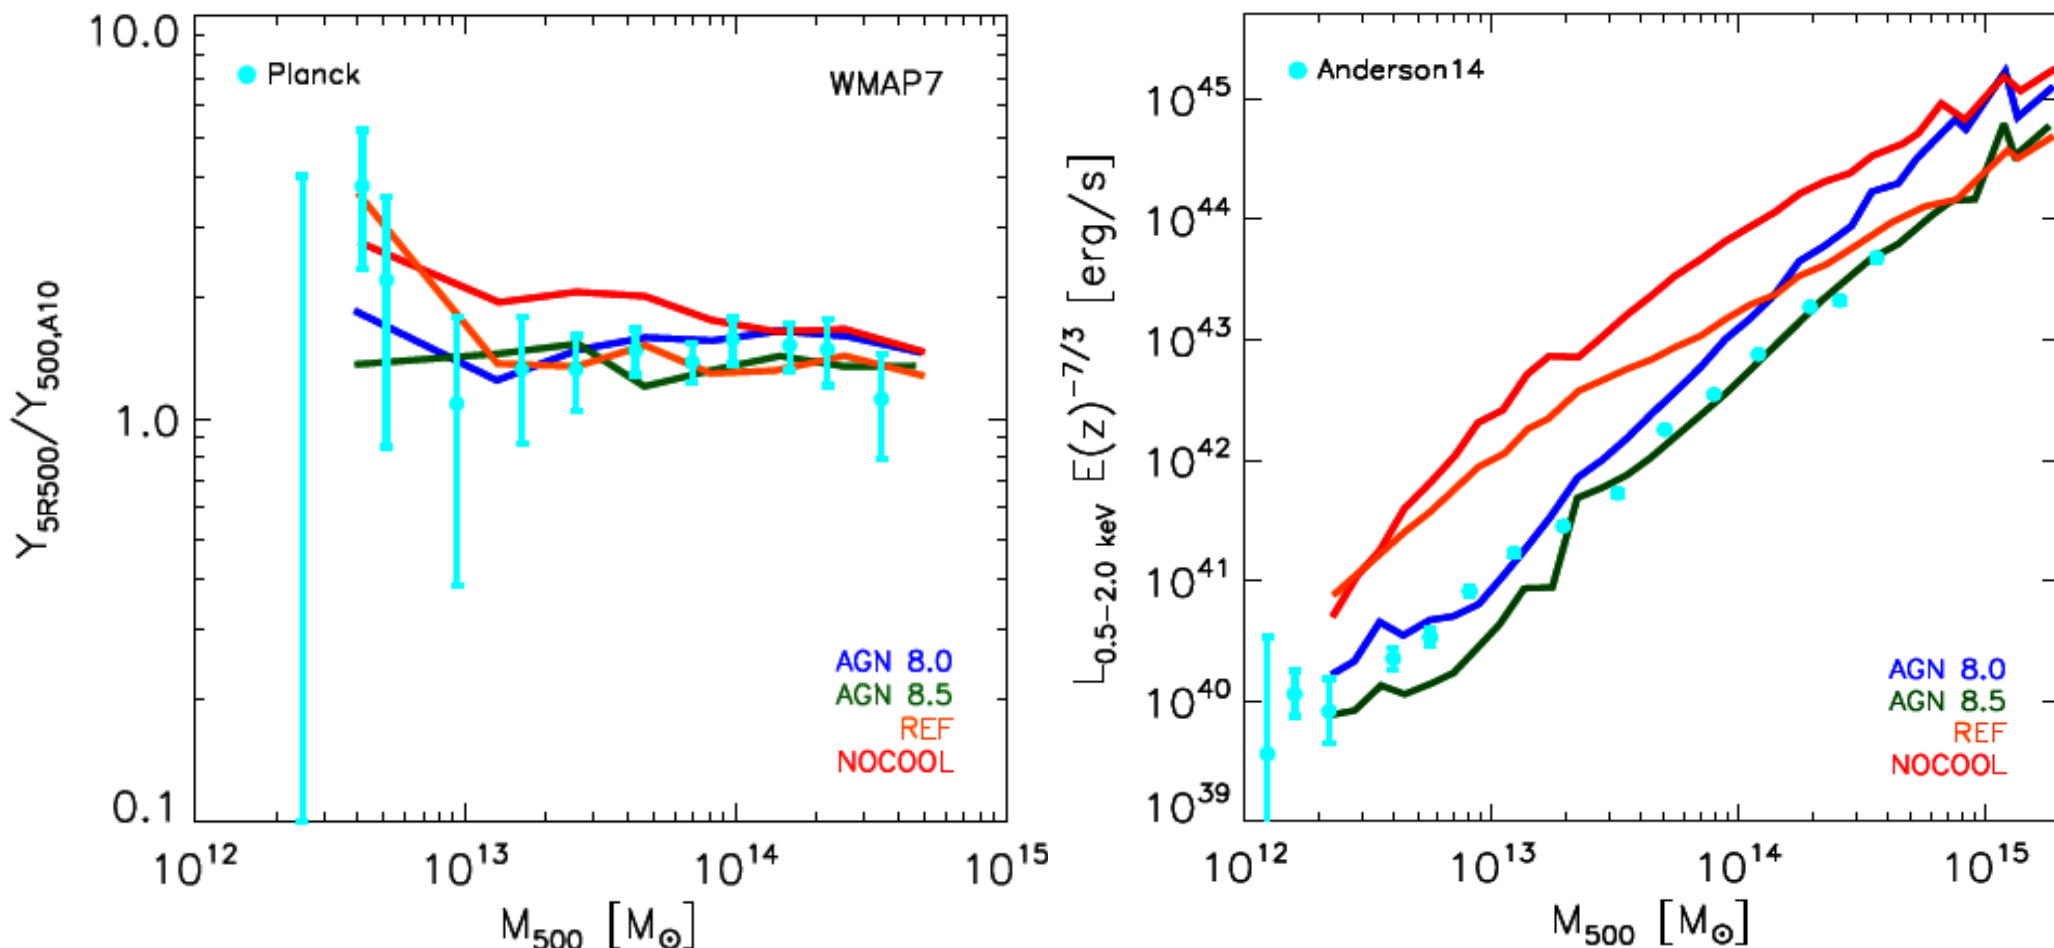 10.0
Planck
WMAP7
1.0
Y5R500/Y500,A10
AGN 8.0
AGN 8.5
REF
NOCOOL
0.1
10^12 10^13 10^14 10^15
M500 [M☉]
Anderson14
10^45
10^44
10^43
10^42
10^41
10^40
10^39
L0.5−2.0 keV E(z)^−7/3 [erg/s]
AGN 8.0
AGN 8.5
REF
NOCOOL
10^12 10^13 10^14 10^15
M500 [M☉]